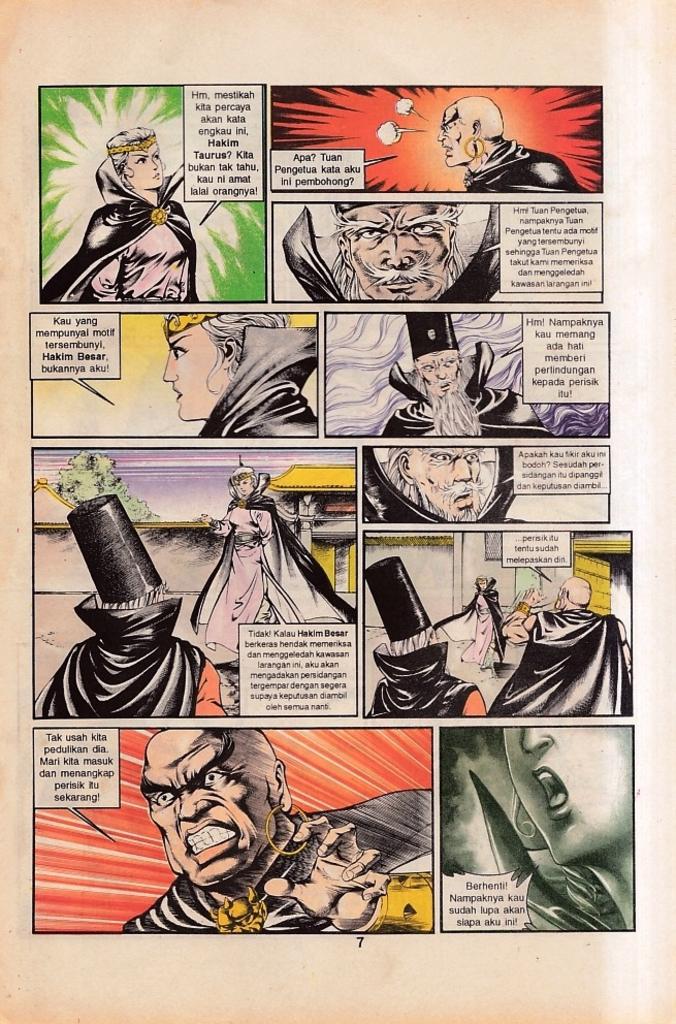 Hm, mestikah
kita percaya
akan kata
engkau ini,
Hakim
Taurus? Kita
bukan tak tahu,
kau ni amat
lalai orangnya!
Apa? Tuan
Pengetua kata aku
ini pembohong?
Hm! Tuan Pengetua,
nampaknya Tuan
Pengetua tentu ada motif
yang tersembunyi
sehingga Tuan Pengetua
takut kami memeriksa
dan menggeledah
kawasan larangan ini!
Kau yang
mempunyai motif
tersembunyi,
Hakim Besar,
bukannya aku!
Hm! Nampaknya
kau memang
ada hati
memberi
perlindungan
kepada perisik
itu!
Tidak! Kalau Hakim Besar
berkeras hendak memeriksa
dan menggeledah kawasan
larangan ini, aku akan
mengadakan persidangan
tergempar dengan segera
supaya keputusan diambil
oleh semua nanti.
Apakah kau fikir aku ini
bodoh? Sesudah per-
sidangan itu dipanggil
dan keputusan diambil...
...perisik itu
tentu sudah
melepaskan diri.
Tak usah kita
pedulikan dia.
Mari kita masuk
dan menangkap
perisik itu
sekarang!
Berhenti!
Nampaknya kau
sudah lupa akan
siapa aku ini!
7